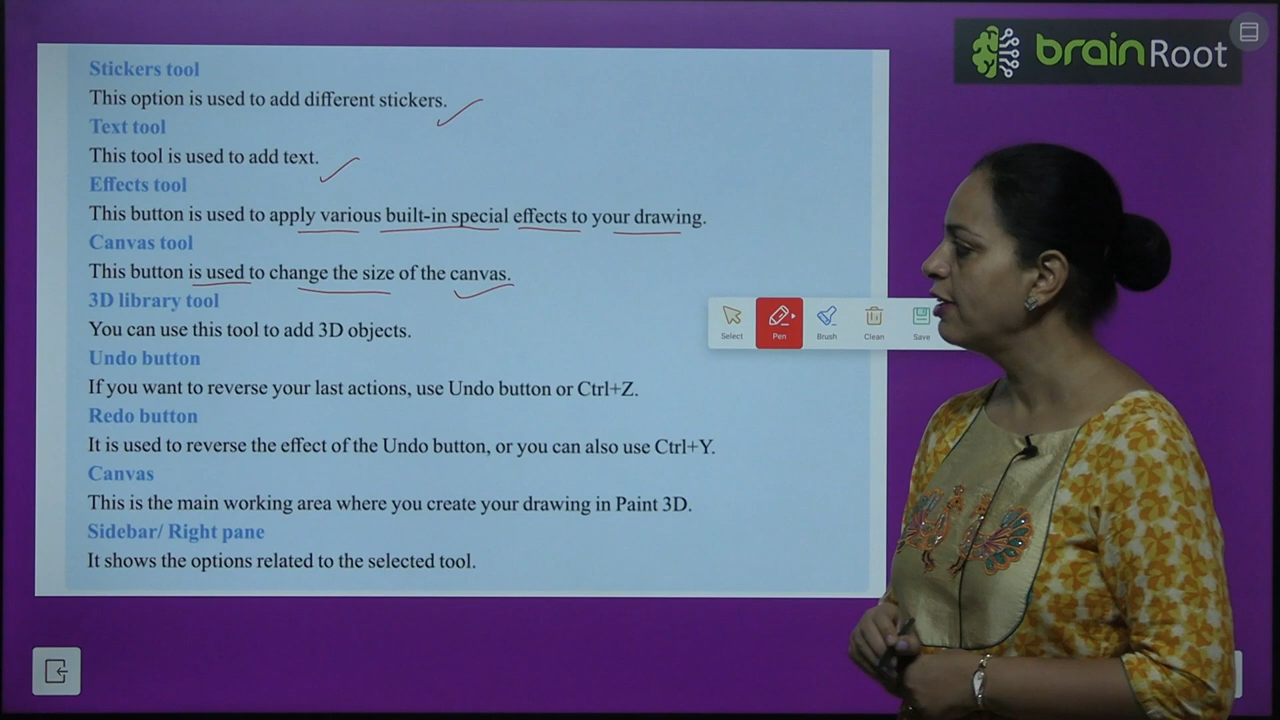 brainRoot
Stickers tool
This option is used to add different stickers.
Text tool
This tool is used to add text.
Effects tool
This button is used to apply various built-in special effects to your drawing.
Canvas tool
This button is used to change the size of the canvas.
3D library tool
You can use this tool to add 3D objects.
Undo button
If you want to reverse your last actions, use Undo button or Ctrl+Z.
Redo button
It is used to reverse the effect of the Undo button, or you can also use Ctrl+Y.
Canvas
This is the main working area where you create your drawing in Paint 3D.
Sidebar/ Right pane
It shows the options related to the selected tool.
Select Pen Brush Clean Save